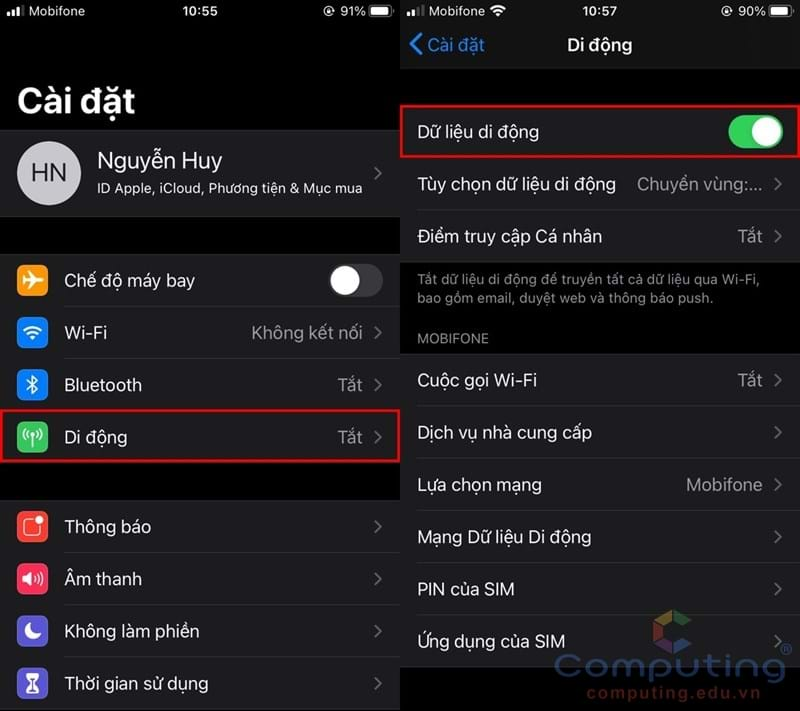 Mobifone 10:55 91%
Cài đặt
HN
Nguyễn Huy
ID Apple, iCloud, Phương tiện & Mục mua
Chế độ máy bay
Wi-Fi Không kết nối
Bluetooth Tắt
Di động Tắt
Thông báo
Âm thanh
Không làm phiền
Thời gian sử dụng
Mobifone 10:57 90%
Cài đặt Di động
Dữ liệu di động
Tùy chọn dữ liệu di động Chuyển vùng:...
Điểm truy cập Cá nhân Tắt
Tắt dữ liệu di động để truyền tất cả dữ liệu qua Wi-Fi,
bao gồm email, duyệt web và thông báo push.
MOBIFONE
Cuộc gọi Wi-Fi Tắt
Dịch vụ nhà cung cấp
Lựa chọn mạng Mobifone
Mạng Dữ liệu Di động
PIN của SIM
Ứng dụng của SIM
Computing®
computing.edu.vn